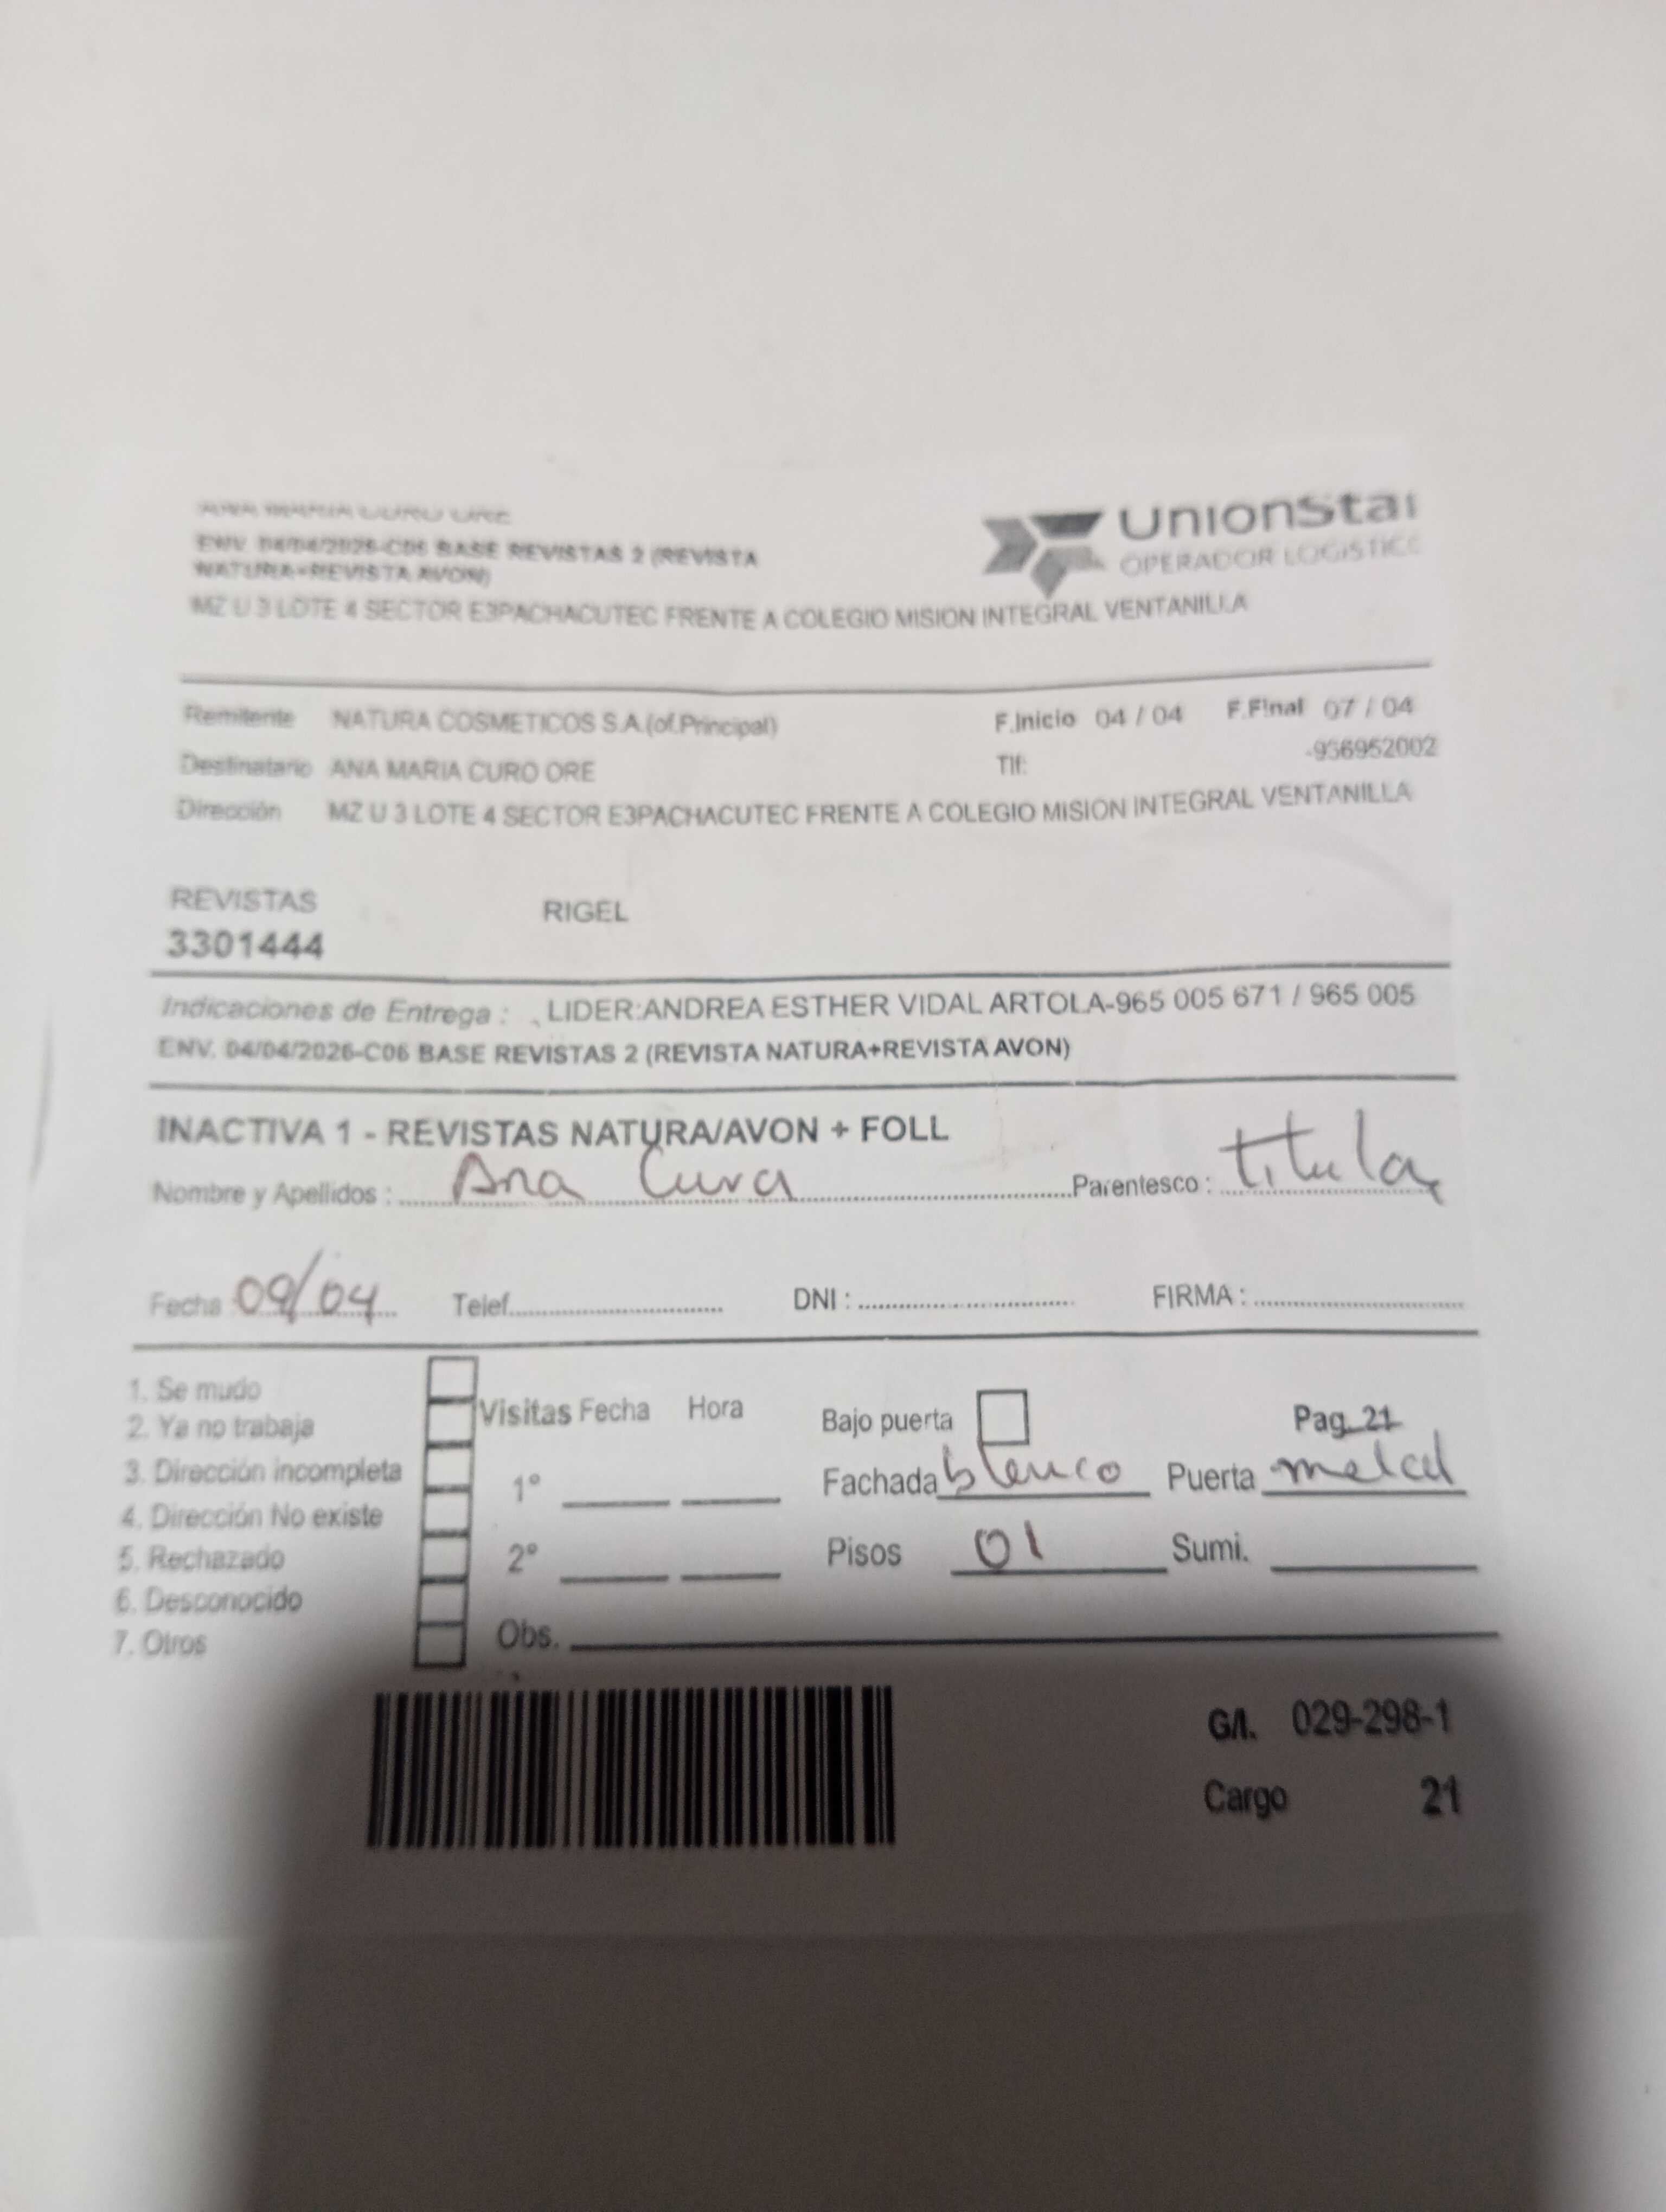 ANA MARIA CURO ORE
UnionStar
OPERADOR LOGISTICO
ENV. 04/04/2026-C06 BASE REVISTAS 2 (REVISTA
NATURA+REVISTA AVON)
MZ U 3 LOTE 4 SECTOR E3PACHACUTEC FRENTE A COLEGIO MISION INTEGRAL VENTANILLA
Remitente NATURA COSMETICOS S.A.(of.Principal) F.Inicio 04 / 04 F.Final 07 / 04
Destinatario ANA MARIA CURO ORE Tlf: -936952002
Dirección MZ U 3 LOTE 4 SECTOR E3PACHACUTEC FRENTE A COLEGIO MISION INTEGRAL VENTANILLA
REVISTAS RIGEL
3301444
Indicaciones de Entrega : LIDER:ANDREA ESTHER VIDAL ARTOLA-965 005 671 / 965 005
ENV. 04/04/2026-C06 BASE REVISTAS 2 (REVISTA NATURA+REVISTA AVON)
INACTIVA 1 - REVISTAS NATURA/AVON + FOLL
Nombre y Apellidos : Ana Curo Parentesco : titular
Fecha 09/04 Telef. DNI : FIRMA :
1. Se mudo
2. Ya no trabaja
3. Dirección incompleta
4. Dirección No existe
5. Rechazado
6. Desconocido
7. Otros
Visitas Fecha Hora
1°
2°
Obs.
Bajo puerta Pag. 21
Fachada blanco Puerta metal
Pisos 01 Sumi.
G/I. 029-298-1
Cargo 21